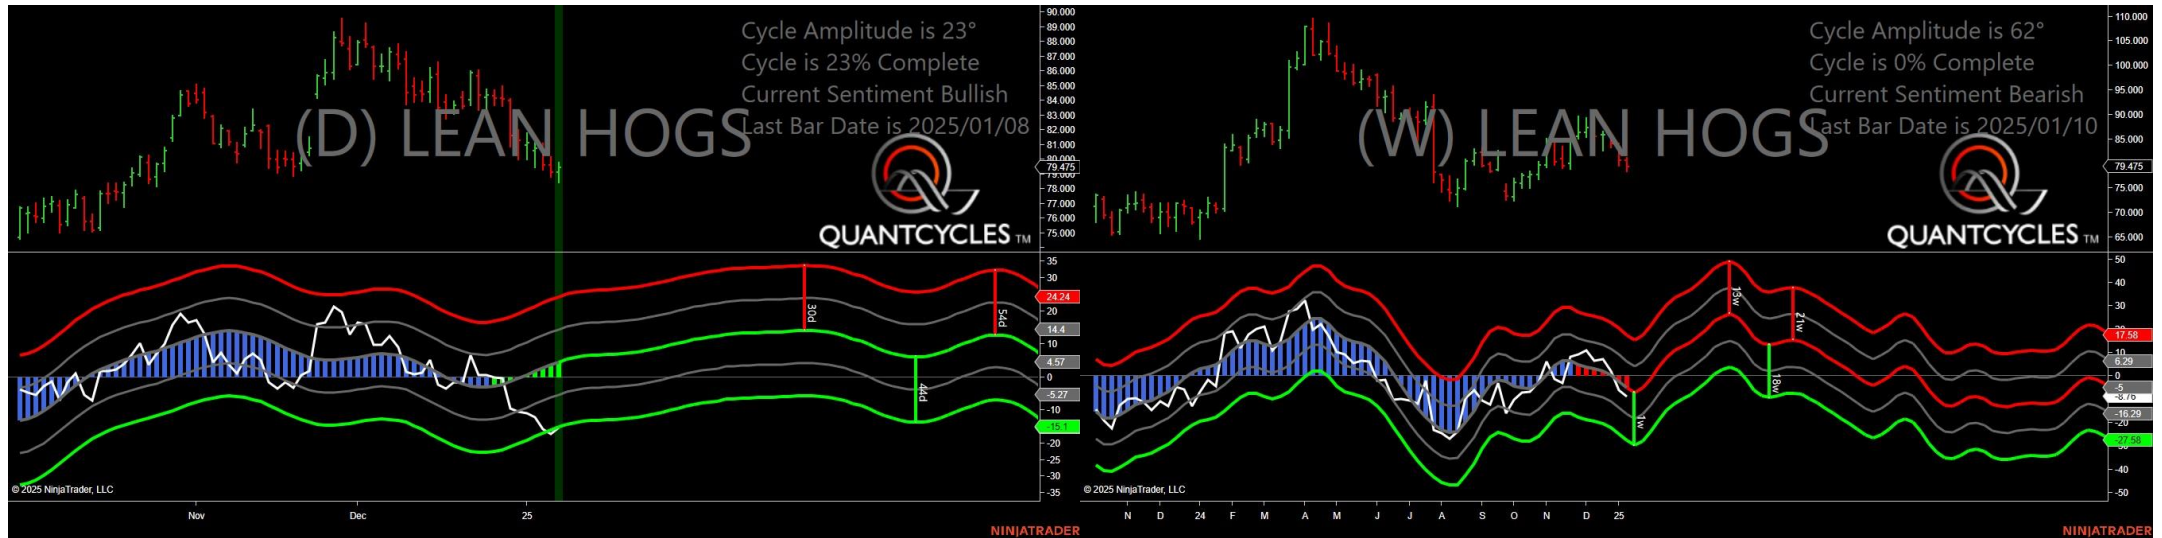 Cycle Amplitude is 23°
Cycle is 23% Complete
Current Sentiment Bullish
Last Bar Date is 2025/01/08
(D) LEAN HOGS
QUANTCYCLES TM
90.000
89.000
88.000
87.000
86.000
85.000
84.000
83.000
82.000
81.000
80.000
79.475
79.000
78.000
77.000
76.000
75.000
35
30
24.24
20
14.4
10
4.57
0
-5.27
-10
-15.1
-20
-25
-30
-35
30d
44d
54d
© 2025 NinjaTrader, LLC
Nov
Dec
25
NINJATRADER
Cycle Amplitude is 62°
Cycle is 0% Complete
Current Sentiment Bearish
Last Bar Date is 2025/01/10
(W) LEAN HOGS
QUANTCYCLES TM
110.000
105.000
100.000
95.000
90.000
85.000
79.475
75.000
70.000
65.000
50
40
30
17.58
10
6.29
0
-5
-8.76
-16.29
-20
-27.58
-40
-50
1w
13w
18w
21w
© 2025 NinjaTrader, LLC
N D 24 F M A M J J A S O N D 25
NINJATRADER